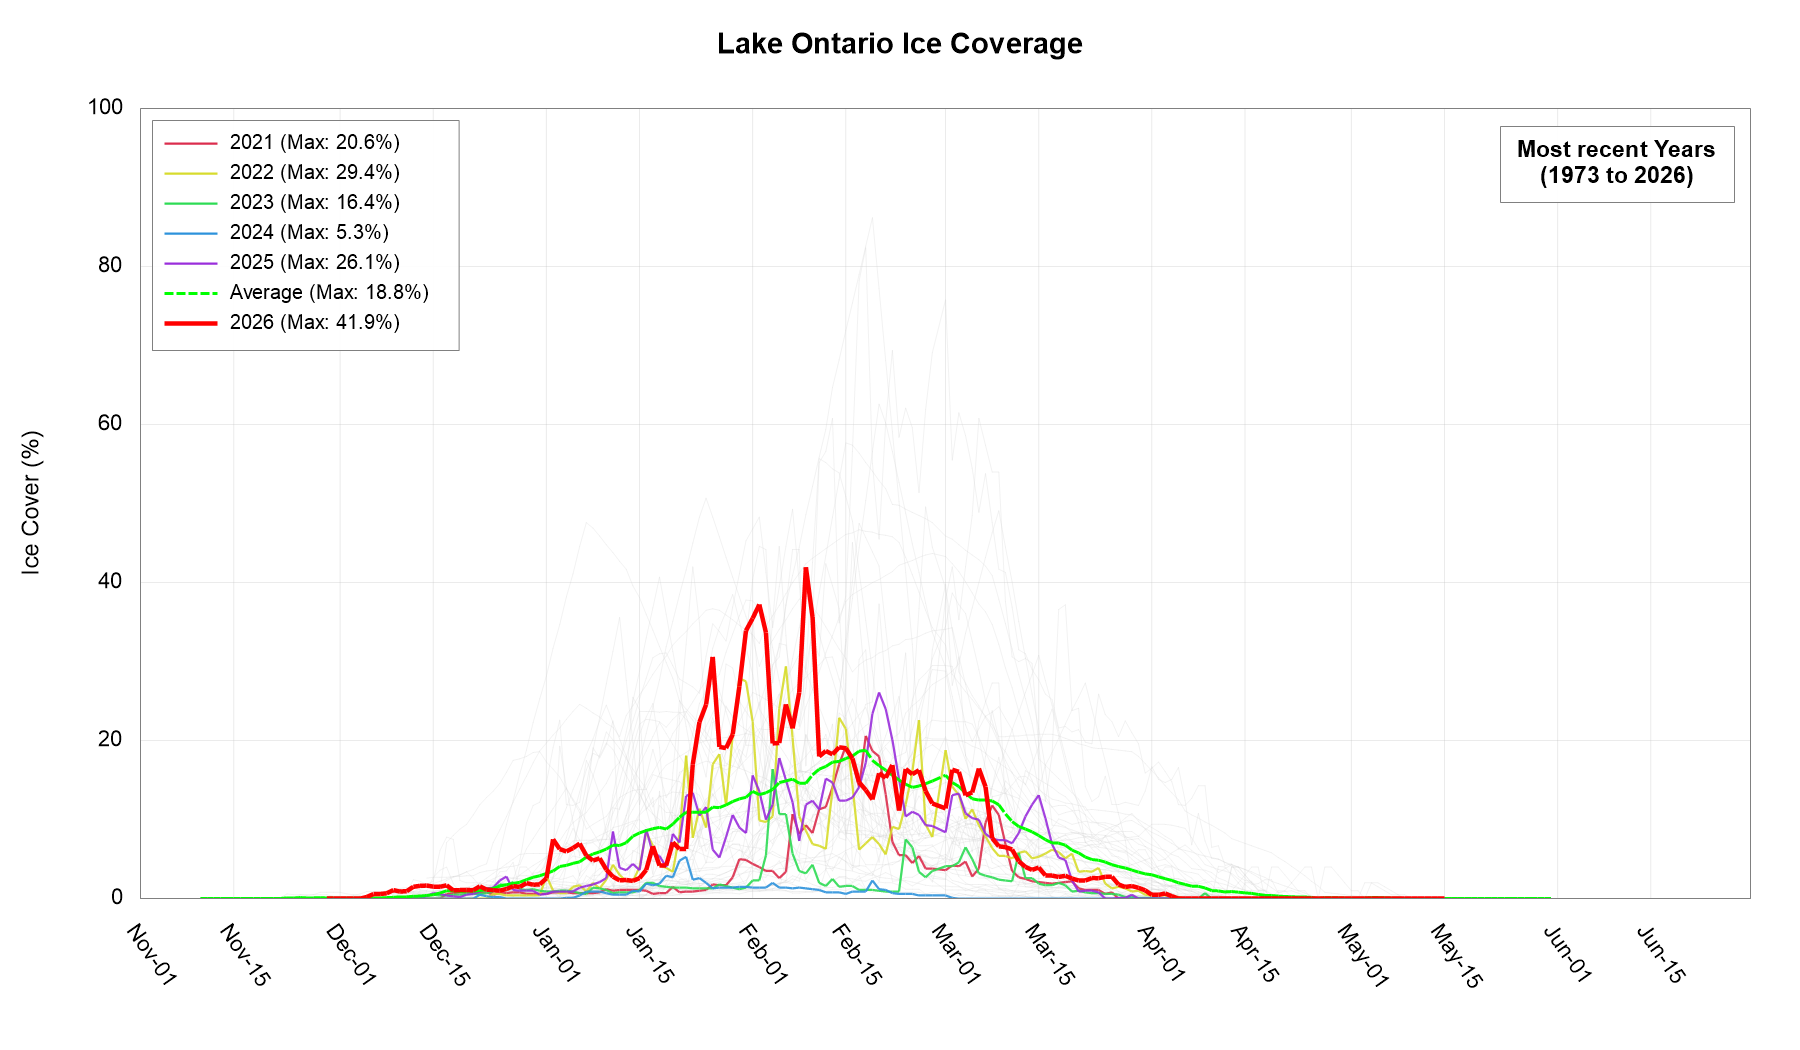 Lake Ontario Ice Coverage
100
80
60
40
20
0
Ice Cover (%)
2021 (Max: 20.6%)
2022 (Max: 29.4%)
2023 (Max: 16.4%)
2024 (Max: 5.3%)
2025 (Max: 26.1%)
Average (Max: 18.8%)
2026 (Max: 41.9%)
Most recent Years
(1973 to 2026)
Nov-01
Nov-15
Dec-01
Dec-15
Jan-01
Jan-15
Feb-01
Feb-15
Mar-01
Mar-15
Apr-01
Apr-15
May-01
May-15
Jun-01
Jun-15